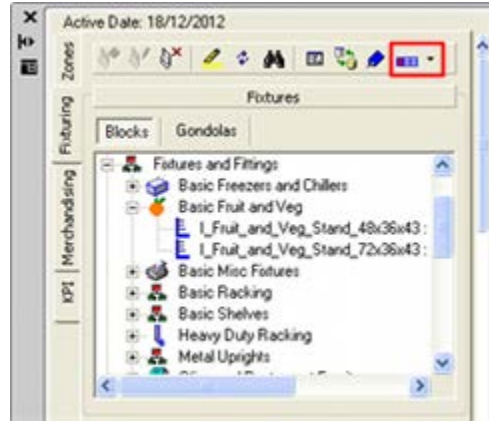 Active Date: 18/12/2012
Zones
Fixturing
Merchandising
KPI
Fixtures
Blocks Gondolas
Fixtures and Fittings
Basic Freezers and Chillers
Basic Fruit and Veg
I_Fruit_and_Veg_Stand_48x36x43 :
I_Fruit_and_Veg_Stand_72x36x43 :
Basic Misc Fixtures
Basic Racking
Basic Shelves
Heavy Duty Racking
Metal Uprights